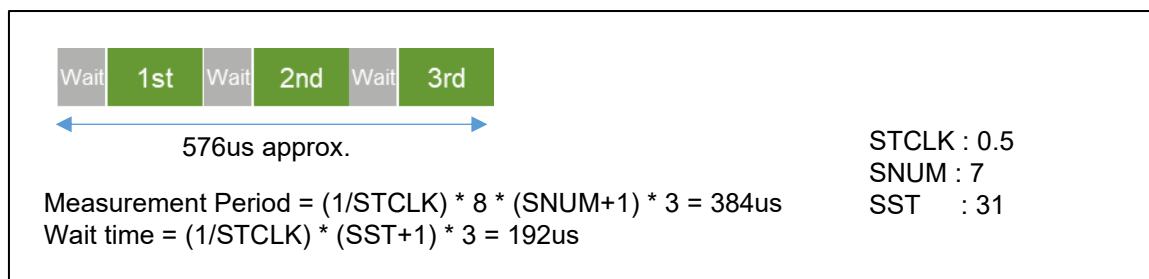 Wait 1st Wait 2nd Wait 3rd
576us approx.
STCLK : 0.5
SNUM : 7
SST : 31
Measurement Period = (1/STCLK) * 8 * (SNUM+1) * 3 = 384us
Wait time = (1/STCLK) * (SST+1) * 3 = 192us